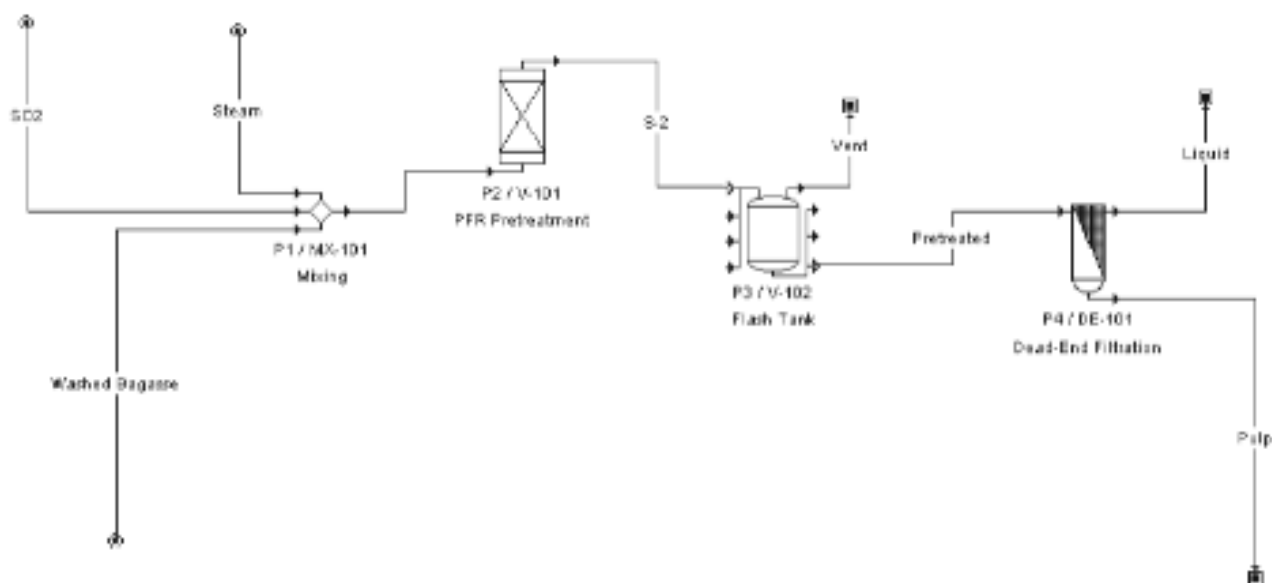 SO2
Steam
S-2
Vent
Liquid
P2 / V-101
PFR Pretreatment
P1 / MX-101
Mixing
Pretreated
P3 / V-102
Flash Tank
P4 / DE-101
Dead-End Filtration
Washed Bagasse
Pulp